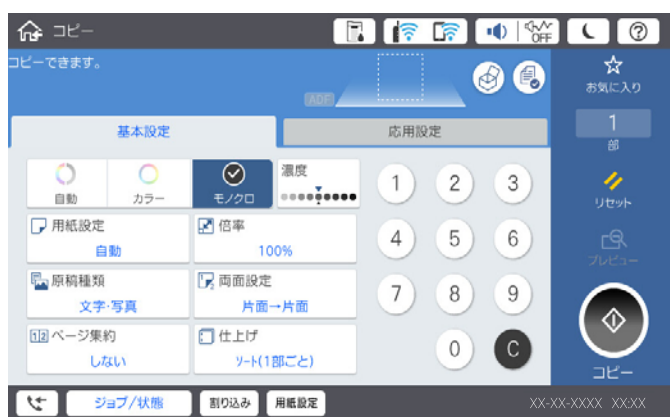 コピー
OFF
コピーできます。
ADF
お気に入り
基本設定
応用設定
1
部
自動
カラー
モノクロ
濃度
1
2
3
リセット
用紙設定
自動
倍率
100%
4
5
6
プレビュー
原稿種類
文字・写真
両面設定
片面→片面
7
8
9
12 ページ集約
しない
仕上げ
ソート(1部ごと)
0
C
コピー
ジョブ/状態
割り込み
用紙設定
XX-XX-XXXX XX:XX